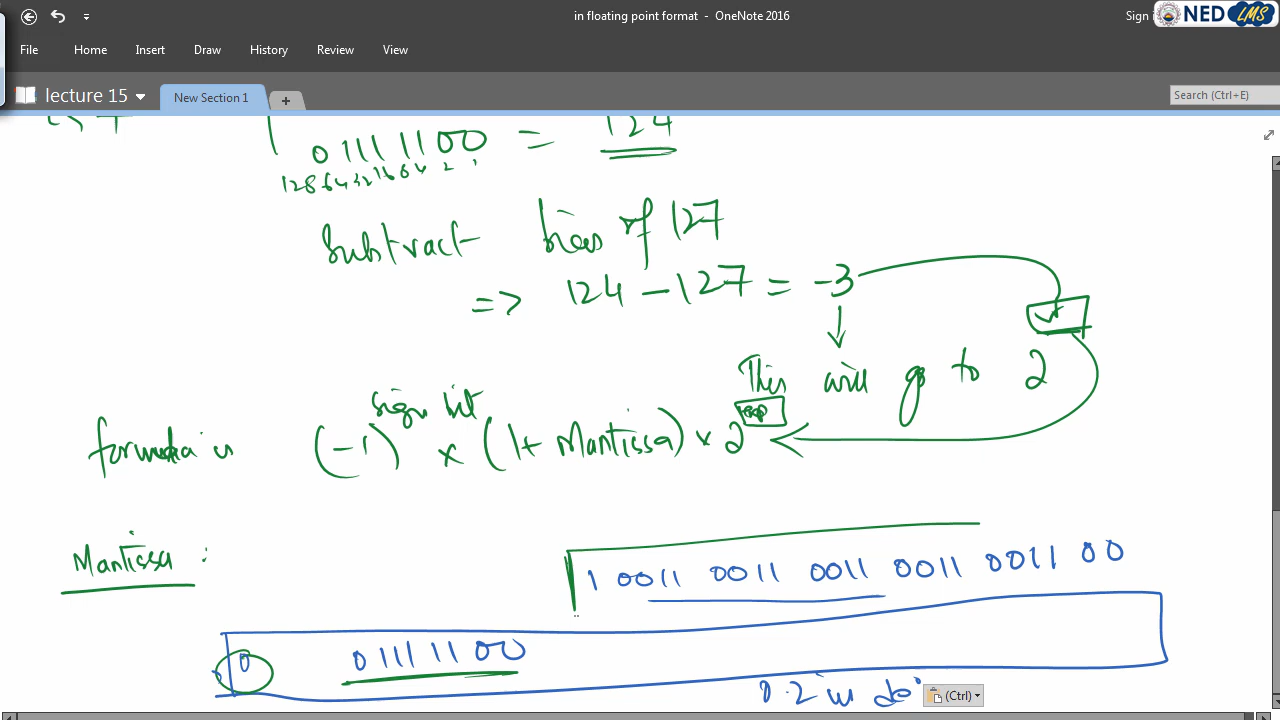 in floating point format - OneNote 2016
Sign
NED LMS
File Home Insert Draw History Review View
lecture 15
New Section 1
+
Search (Ctrl+E)
01111100 = 124
128 64 32 16 8 4 2 1
Subtract bias of 127
=> 124 - 127 = -3
This will go to 2
sign bit
exp
formula is (-1) x (1 + Mantissa) x 2
Mantissa :
1 0011 0011 0011 0011 0011 00
0 01111100
0.2 in de
(Ctrl)